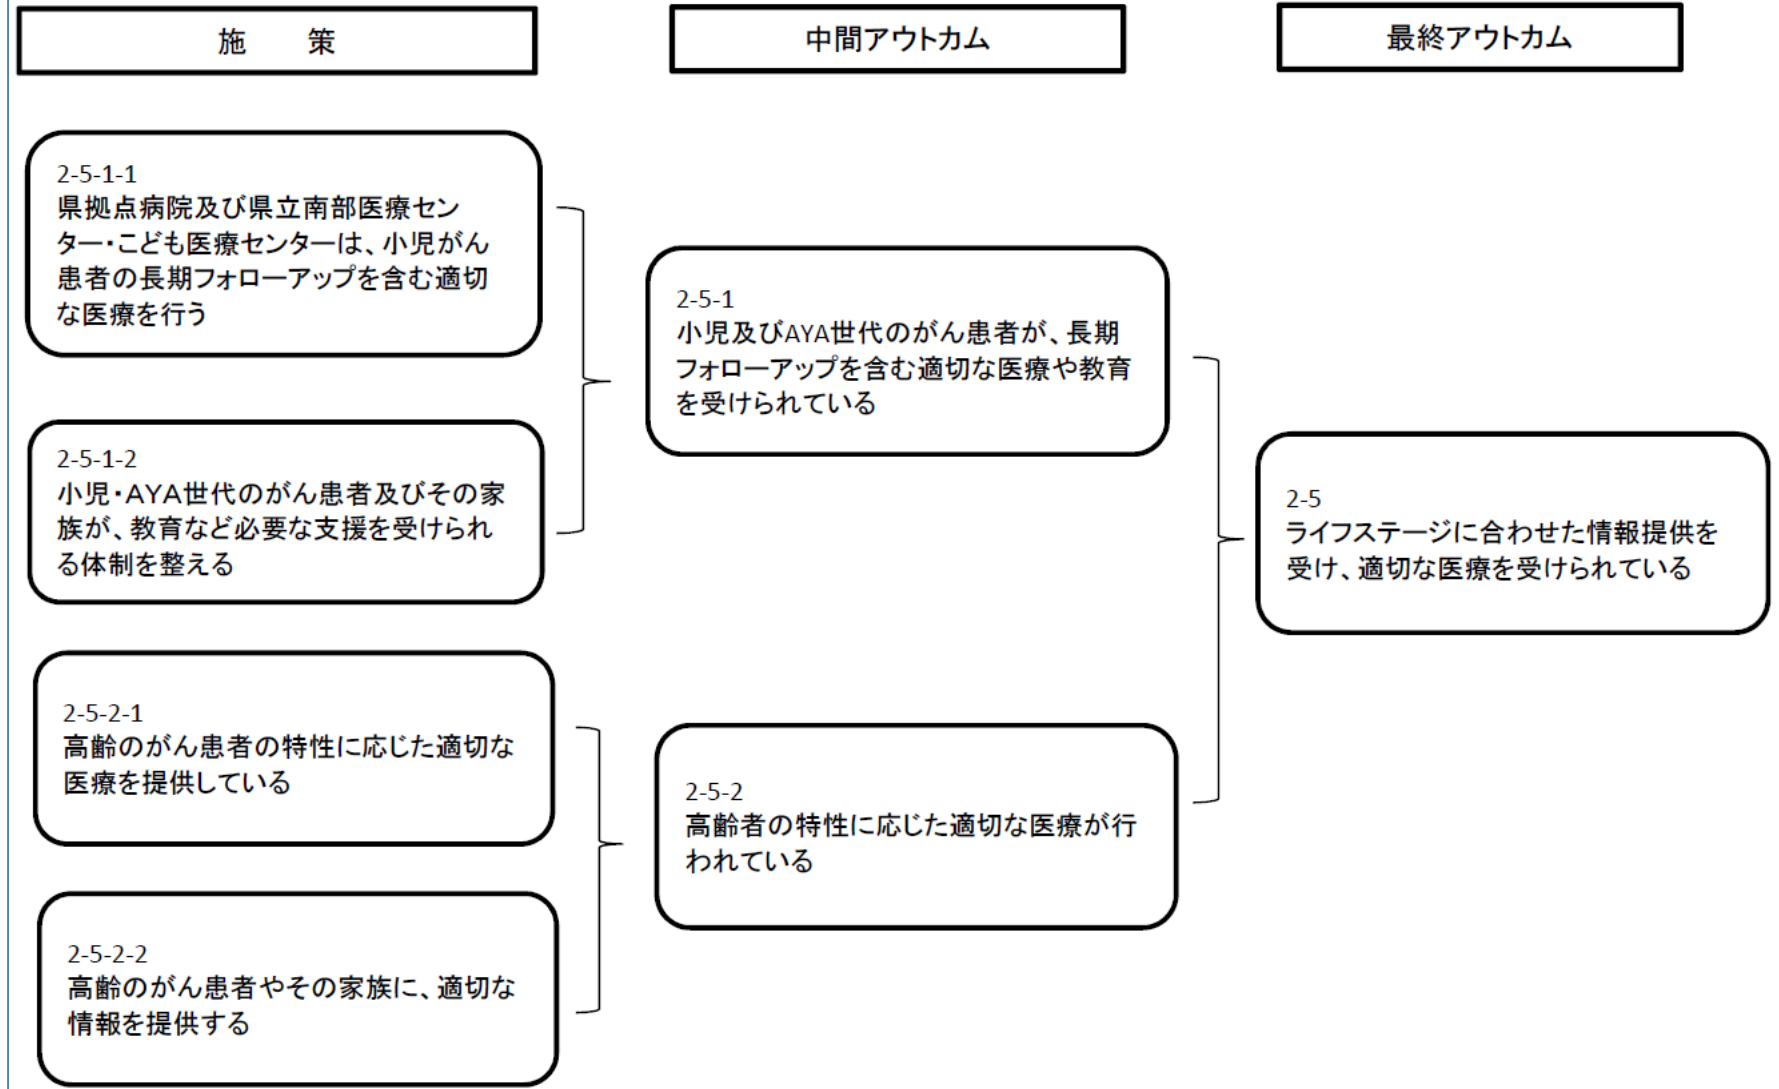 施　　策
中間アウトカム
最終アウトカム
2-5-1-1
県拠点病院及び県立南部医療セン
ター・こども医療センターは、小児がん
患者の長期フォローアップを含む適切
な医療を行う
2-5-1-2
小児・AYA世代のがん患者及びその家
族が、教育など必要な支援を受けられ
る体制を整える
2-5-2-1
高齢のがん患者の特性に応じた適切な
医療を提供している
2-5-2-2
高齢のがん患者やその家族に、適切な
情報を提供する
2-5-1
小児及びAYA世代のがん患者が、長期
フォローアップを含む適切な医療や教育
を受けられている
2-5-2
高齢者の特性に応じた適切な医療が行
われている
2-5
ライフステージに合わせた情報提供を
受け、適切な医療を受けられている